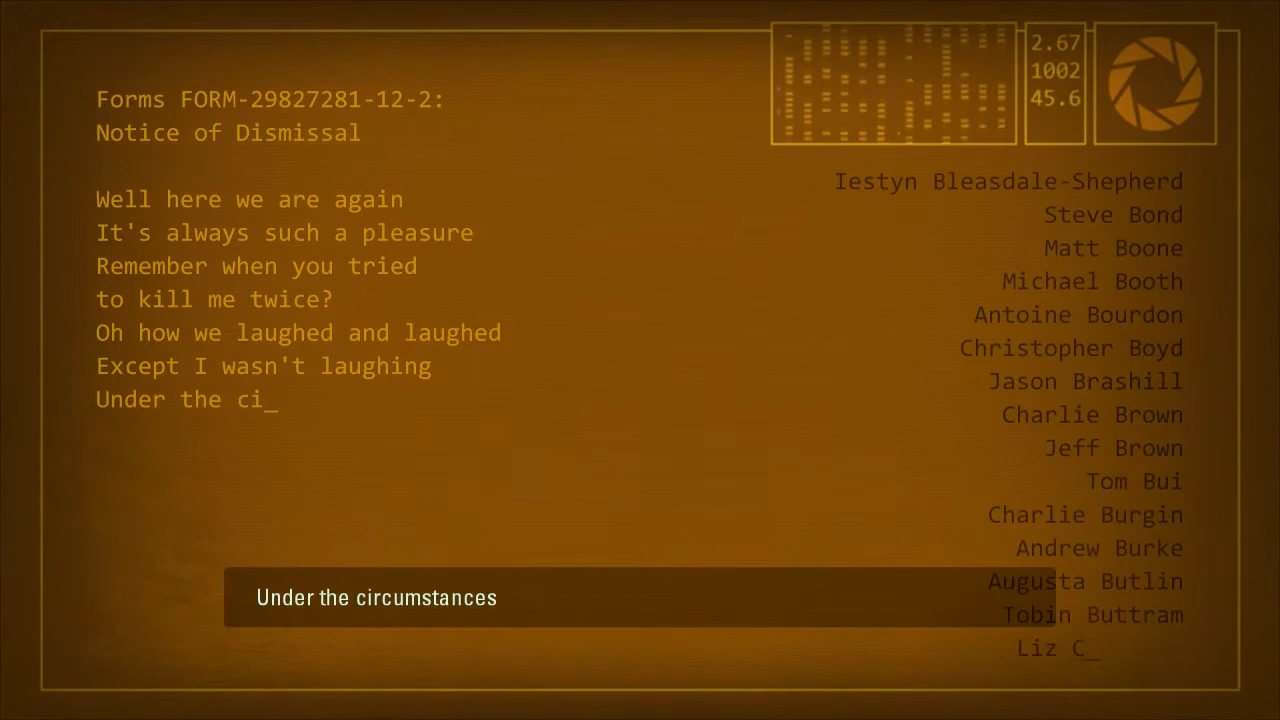 Forms FORM-29827281-12-2:
Notice of Dismissal
Well here we are again
It's always such a pleasure
Remember when you tried
to kill me twice?
Oh how we laughed and laughed
Except I wasn't laughing
Under the ci_
2.67
1002
45.6
Iestyn Bleasdale-Shepherd
Steve Bond
Matt Boone
Michael Booth
Antoine Bourdon
Christopher Boyd
Jason Brashill
Charlie Brown
Jeff Brown
Tom Bui
Charlie Burgin
Andrew Burke
Augusta Butlin
Tobin Buttram
Liz C_
Under the circumstances